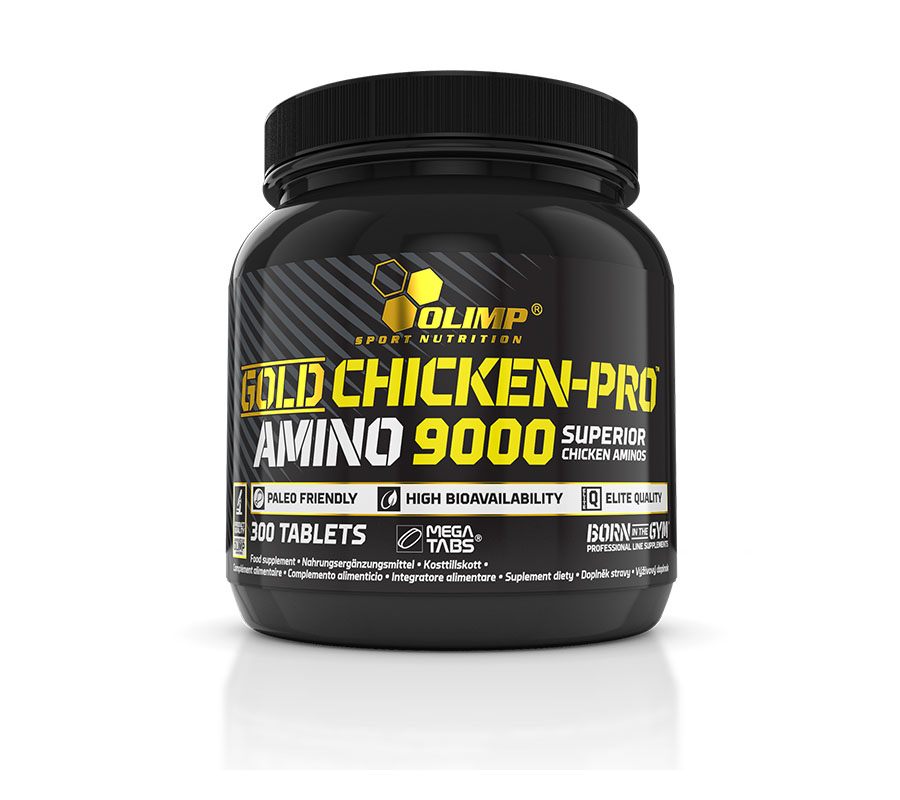 OLIMP®
SPORT NUTRITION
GOLD CHICKEN-PRO™
AMINO 9000 SUPERIOR
CHICKEN AMINOS
PALEO FRIENDLY HIGH BIOAVAILABILITY ELITE QUALITY
300 TABLETS MEGA TABS® BORN IN THE GYM™
PROFESSIONAL LINE SUPPLEMENTS
Food supplement • Nahrungsergänzungsmittel • Kosttillskott •
Complément alimentaire • Complemento alimenticio • Integratore alimentare • Suplement diety • Doplněk stravy • Výživový doplnok